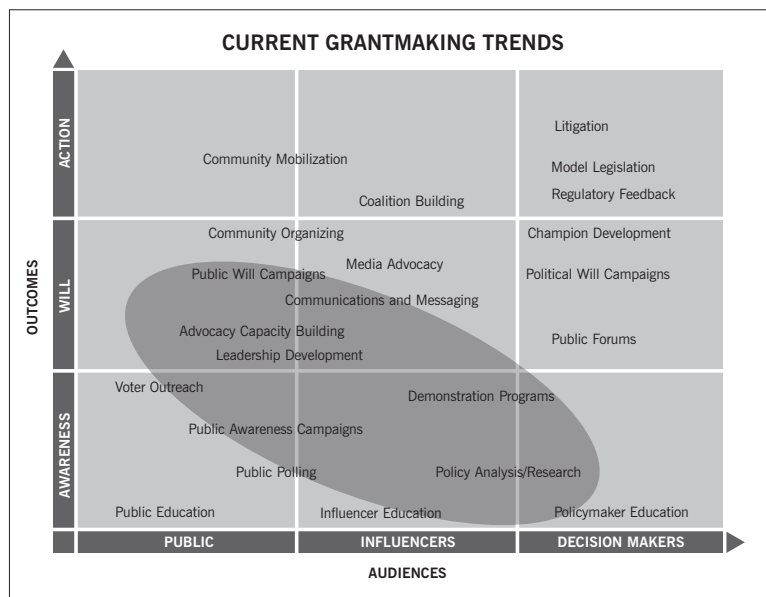 CURRENT GRANTMAKING TRENDS
OUTCOMES
ACTION
Litigation
Community Mobilization
Model Legislation
Regulatory Feedback
Coalition Building
WILL
Community Organizing
Champion Development
Media Advocacy
Public Will Campaigns
Political Will Campaigns
Communications and Messaging
Advocacy Capacity Building
Public Forums
Leadership Development
AWARENESS
Voter Outreach
Demonstration Programs
Public Awareness Campaigns
Public Polling
Policy Analysis/Research
Public Education
Influencer Education
Policymaker Education
PUBLIC
INFLUENCERS
DECISION MAKERS
AUDIENCES